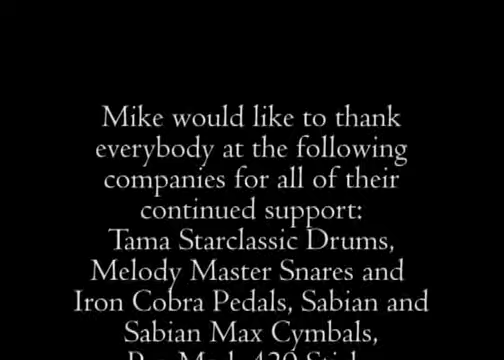 Mike would like to thank
everybody at the following
companies for all of their
continued support:
Tama Starclassic Drums,
Melody Master Snares and
Iron Cobra Pedals, Sabian and
Sabian Max Cymbals,